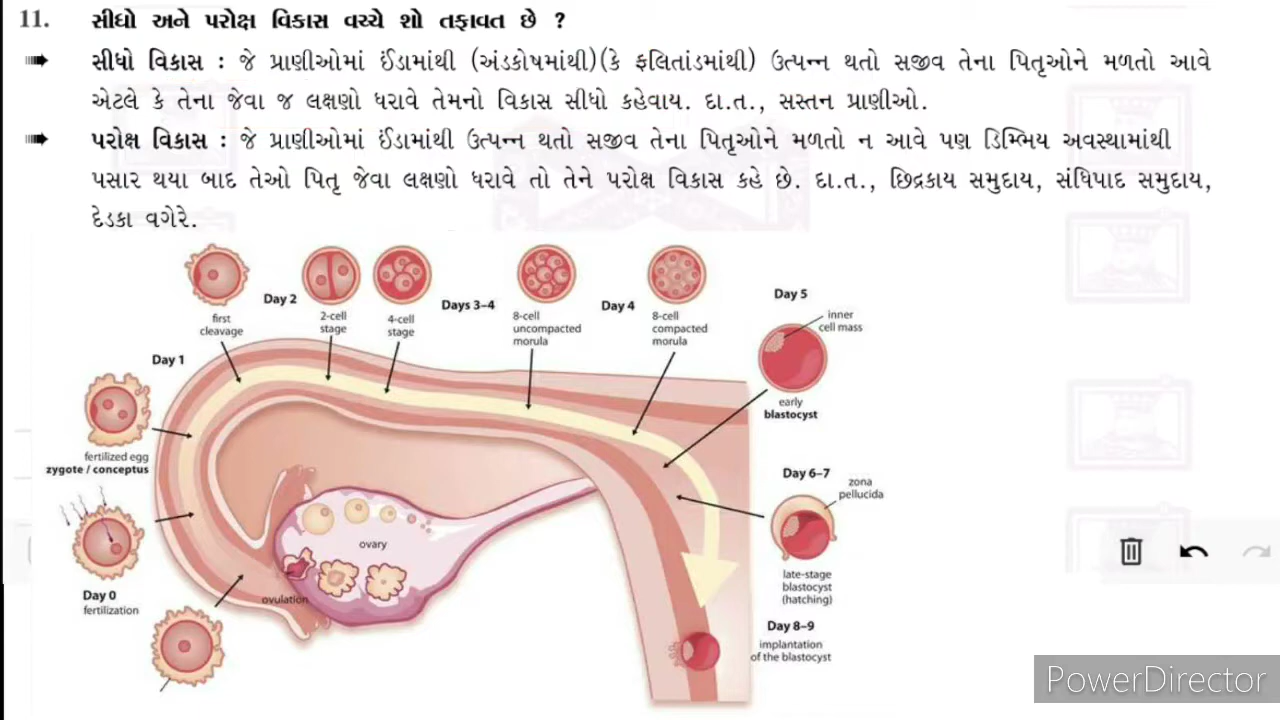 11. સીધો અને પરોક્ષ વિકાસ વચ્ચે શો તફાવત છે ?
➠ સીધો વિકાસ : જે પ્રાણીઓમાં ઈંડામાંથી (અંડકોષમાંથી)(કે ફલિતાંડમાંથી) ઉત્પન્ન થતો સજીવ તેના પિતૃઓને મળતો આવે
એટલે કે તેના જેવા જ લક્ષણો ધરાવે તેમનો વિકાસ સીધો કહેવાય. દા.ત., સસ્તન પ્રાણીઓ.
➠ પરોક્ષ વિકાસ : જે પ્રાણીઓમાં ઈંડામાંથી ઉત્પન્ન થતો સજીવ તેના પિતૃઓને મળતો ન આવે પણ ડિમ્ભિય અવસ્થામાંથી
પસાર થયા બાદ તેઓ પિતૃ જેવા લક્ષણો ધરાવે તો તેને પરોક્ષ વિકાસ કહે છે. દા.ત., છિદ્રકાય સમુદાય, સંધિપાદ સમુદાય,
દેડકા વગેરે.
first
cleavage
Day 2
2-cell
stage
4-cell
stage
Days 3–4
8-cell
uncompacted
morula
Day 4
8-cell
compacted
morula
Day 5
inner
cell mass
early
blastocyst
Day 1
fertilized egg
zygote / conceptus
Day 6–7
zona
pellucida
late-stage
blastocyst
(hatching)
ovary
ovulation
Day 0
fertilization
Day 8–9
implantation
of the blastocyst
PowerDirector